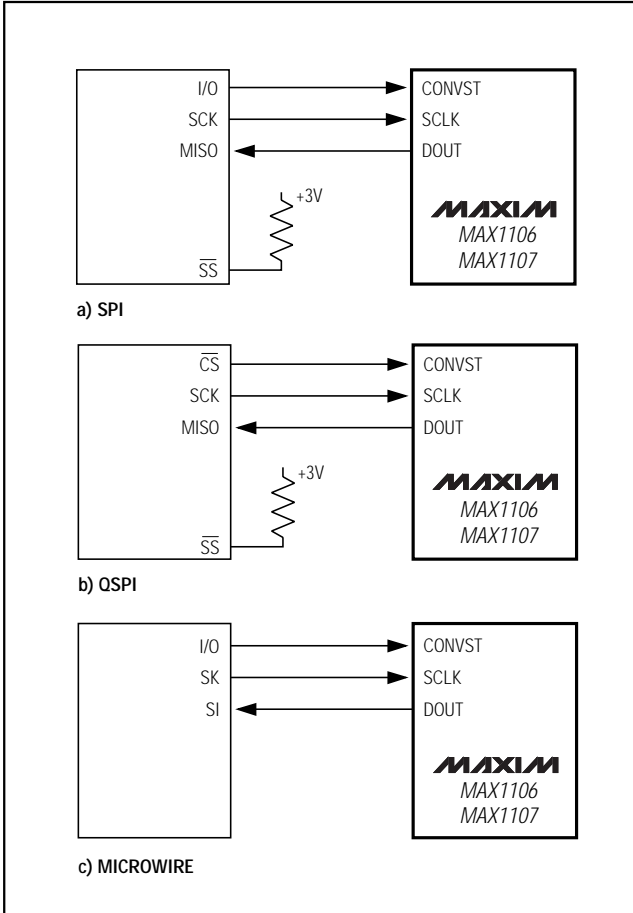 I/O CONVST
SCK SCLK
MISO DOUT
+3V
MAXIM
MAX1106
MAX1107
SS
a) SPI
CS CONVST
SCK SCLK
MISO DOUT
+3V
MAXIM
MAX1106
MAX1107
SS
b) QSPI
I/O CONVST
SK SCLK
SI DOUT
MAXIM
MAX1106
MAX1107
c) MICROWIRE